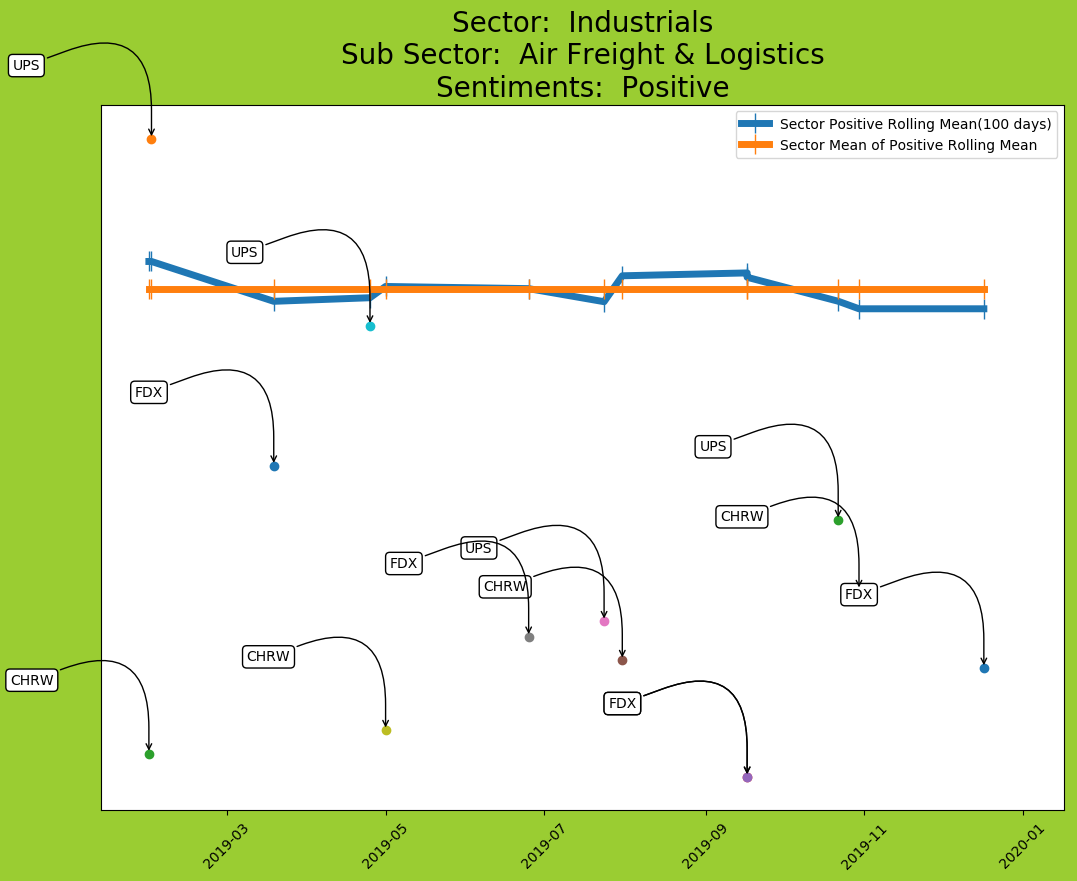 Sector:  Industrials
Sub Sector:  Air Freight & Logistics
Sentiments:  Positive
UPS
Sector Positive Rolling Mean(100 days)
Sector Mean of Positive Rolling Mean
UPS
FDX
UPS
CHRW
UPS
FDX
CHRW
FDX
CHRW
CHRW
FDX
2019-03
2019-05
2019-07
2019-09
2019-11
2020-01